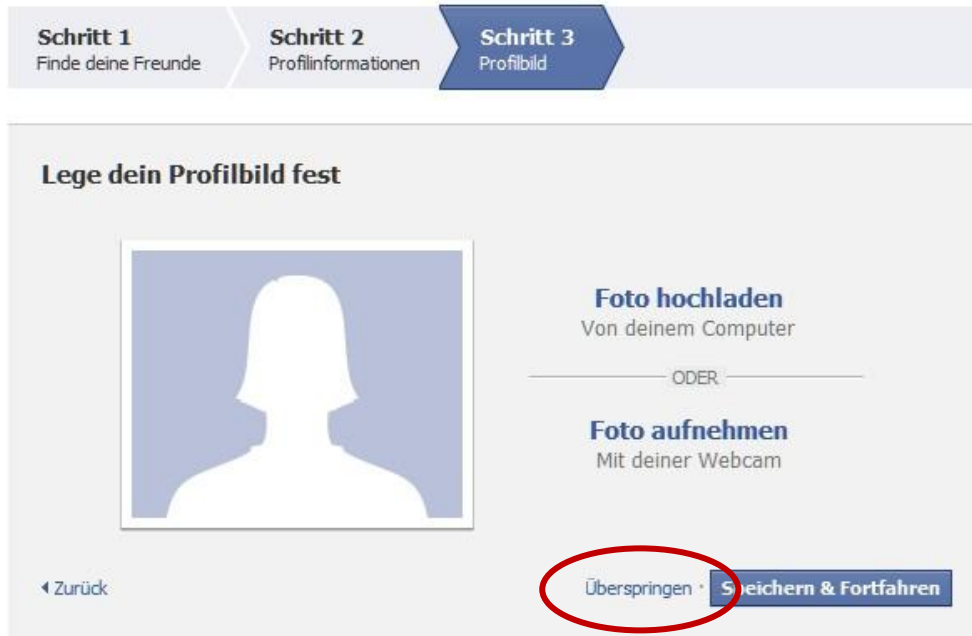 Schritt 1
Finde deine Freunde
Schritt 2
Profilinformationen
Schritt 3
Profilbild
Lege dein Profilbild fest
Foto hochladen
Von deinem Computer
ODER
Foto aufnehmen
Mit deiner Webcam
Zurück
Überspringen · Speichern & Fortfahren